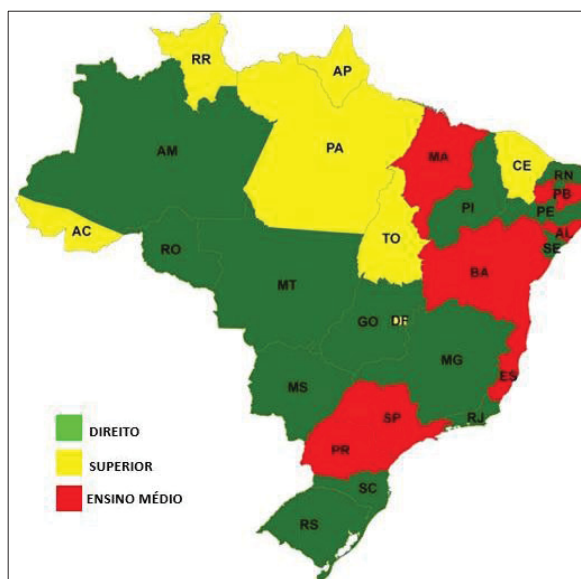 RR
AP
AM
PA
MA
CE
RN
PB
PI
PE
AL
SE
AC
TO
RO
BA
MT
GO
DF
MG
MS
ES
SP
RJ
PR
DIREITO
SUPERIOR
SC
ENSINO MÉDIO
RS